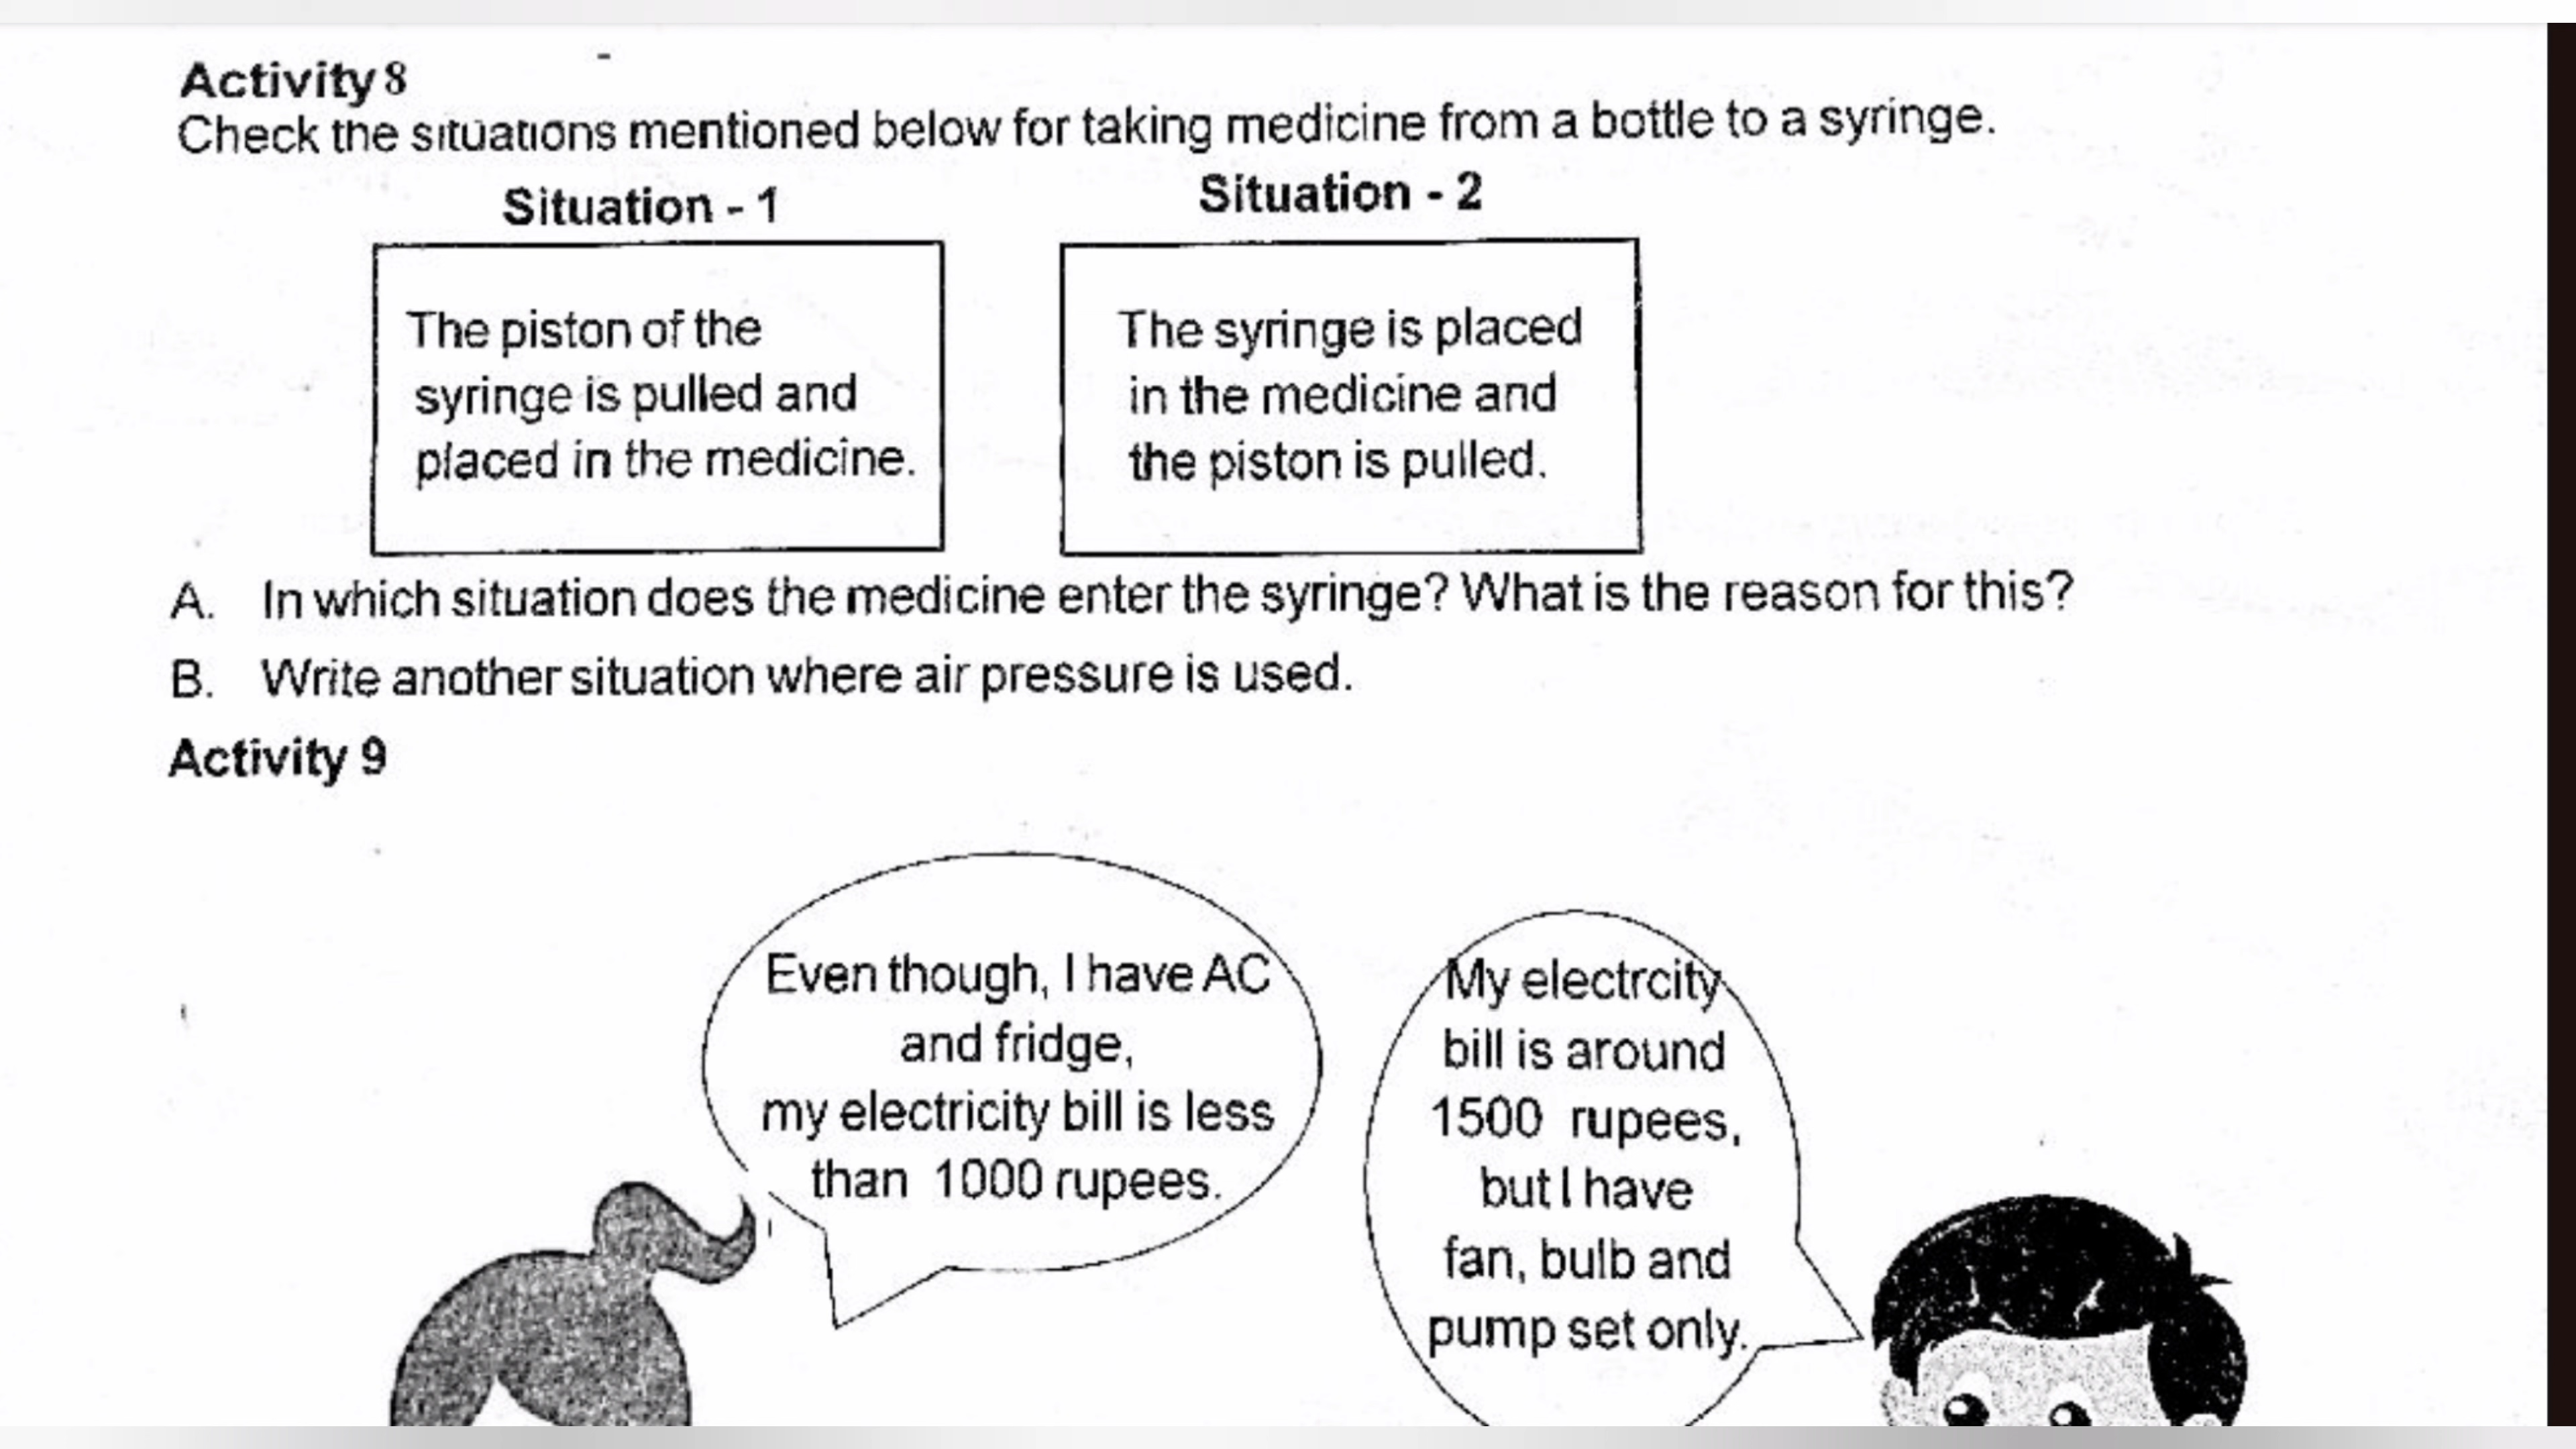 Activity 8
Check the situations mentioned below for taking medicine from a bottle to a syringe.
Situation - 1
The piston of the
syringe is pulled and
placed in the medicine.
Situation - 2
The syringe is placed
in the medicine and
the piston is pulled.
A. In which situation does the medicine enter the syringe? What is the reason for this?
B. Write another situation where air pressure is used.
Activity 9
Even though, I have AC
and fridge,
my electricity bill is less
than 1000 rupees.
My electrcity
bill is around
1500 rupees,
but I have
fan, bulb and
pump set only.